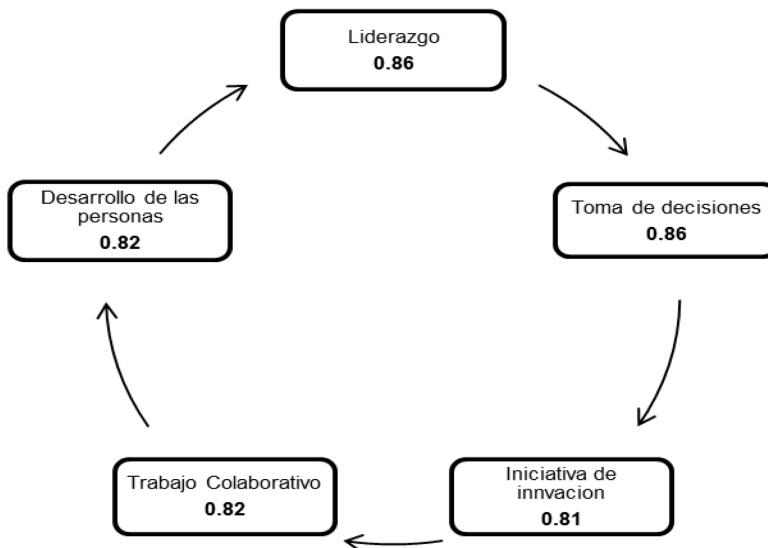 Liderazgo
0.86
Toma de decisiones
0.86
Iniciativa de
innvacion
0.81
Trabajo Colaborativo
0.82
Desarrollo de las
personas
0.82